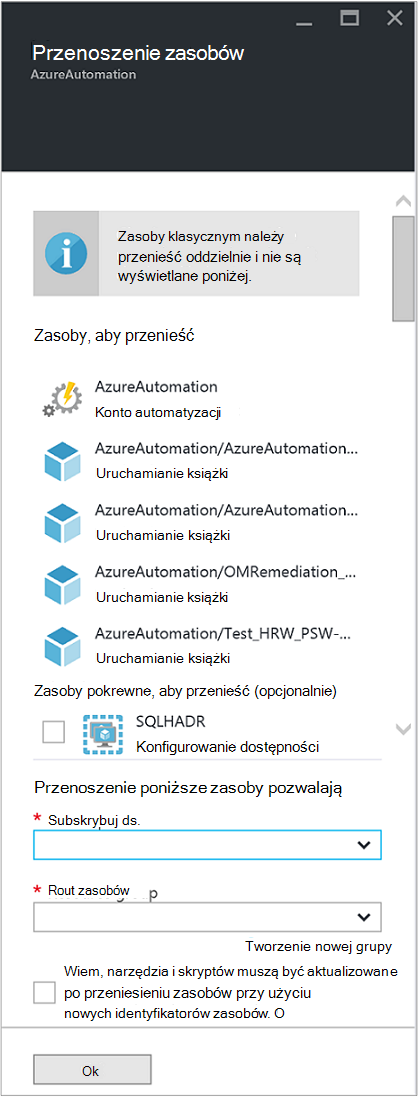 Przenoszenie zasobów
AzureAutomation
Zasoby klasycznym należy
przenieść oddzielnie i nie są
wyświetlane poniżej.
Zasoby, aby przenieść
AzureAutomation
Konto automatyzacji
AzureAutomation/AzureAutomation...
Uruchamianie książki
AzureAutomation/AzureAutomation...
Uruchamianie książki
AzureAutomation/OMRemediation_...
Uruchamianie książki
AzureAutomation/Test_HRW_PSW-...
Uruchamianie książki
Zasoby pokrewne, aby przenieść (opcjonalnie)
SQLHADR
Konfigurowanie dostępności
Przenoszenie poniższe zasoby pozwalają
* Subskrybuj ds.
* Rout zasobów
Tworzenie nowej grupy
Wiem, narzędzia i skryptów muszą być aktualizowane
po przeniesieniu zasobów przy użyciu
nowych identyfikatorów zasobów. O
Ok